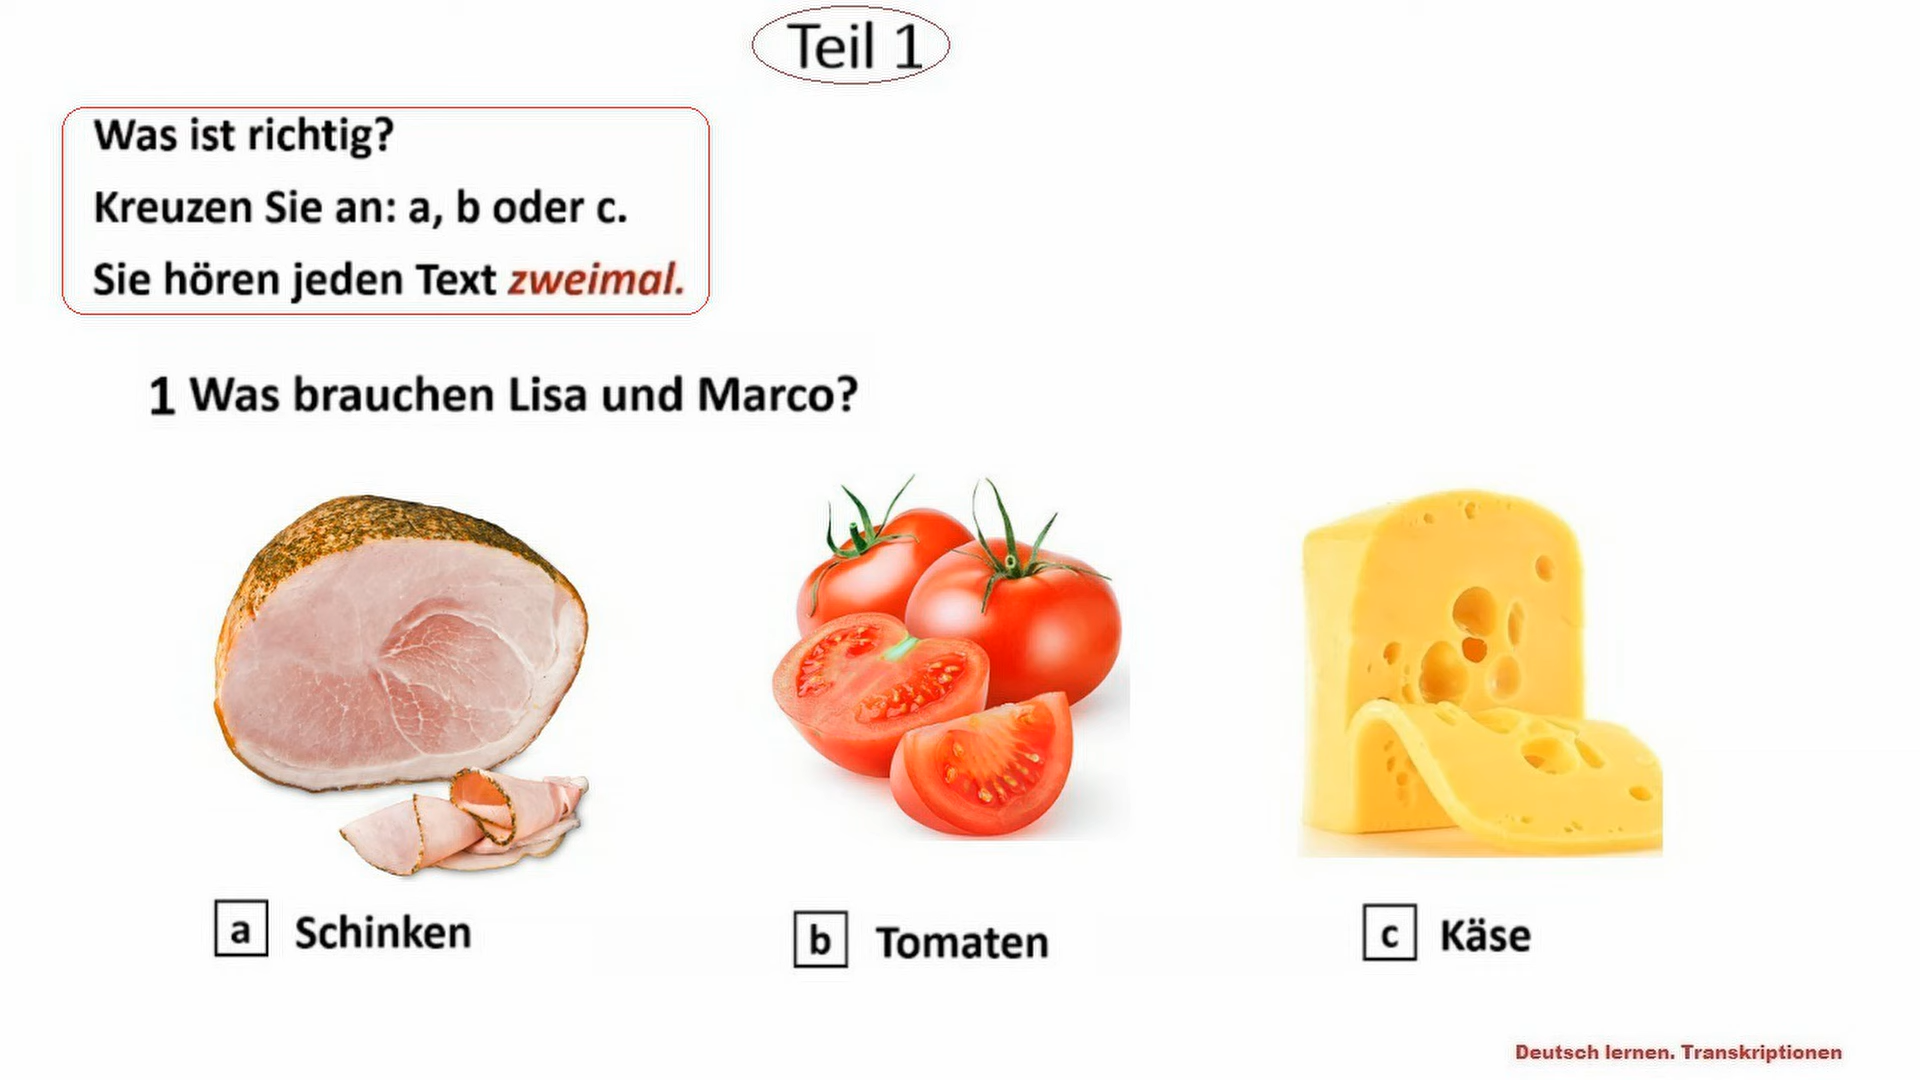 Teil 1
Was ist richtig?
Kreuzen Sie an: a, b oder c.
Sie hören jeden Text zweimal.
1 Was brauchen Lisa und Marco?
a Schinken
b Tomaten
c Käse
Deutsch lernen. Transkriptionen